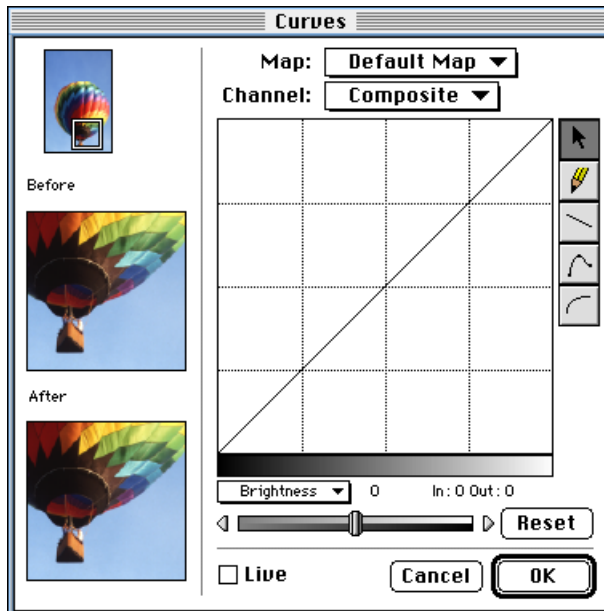 Curves
Map: Default Map
Channel: Composite
Before
After
Brightness 0 In: 0 Out: 0
Reset
Live Cancel OK